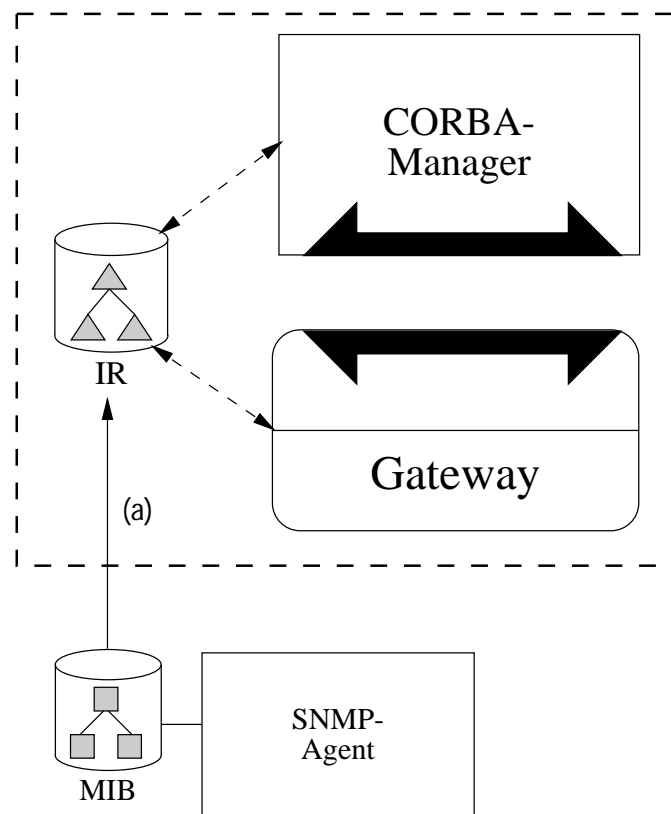 CORBA-
Manager
IR
Gateway
(a)
SNMP-
Agent
MIB